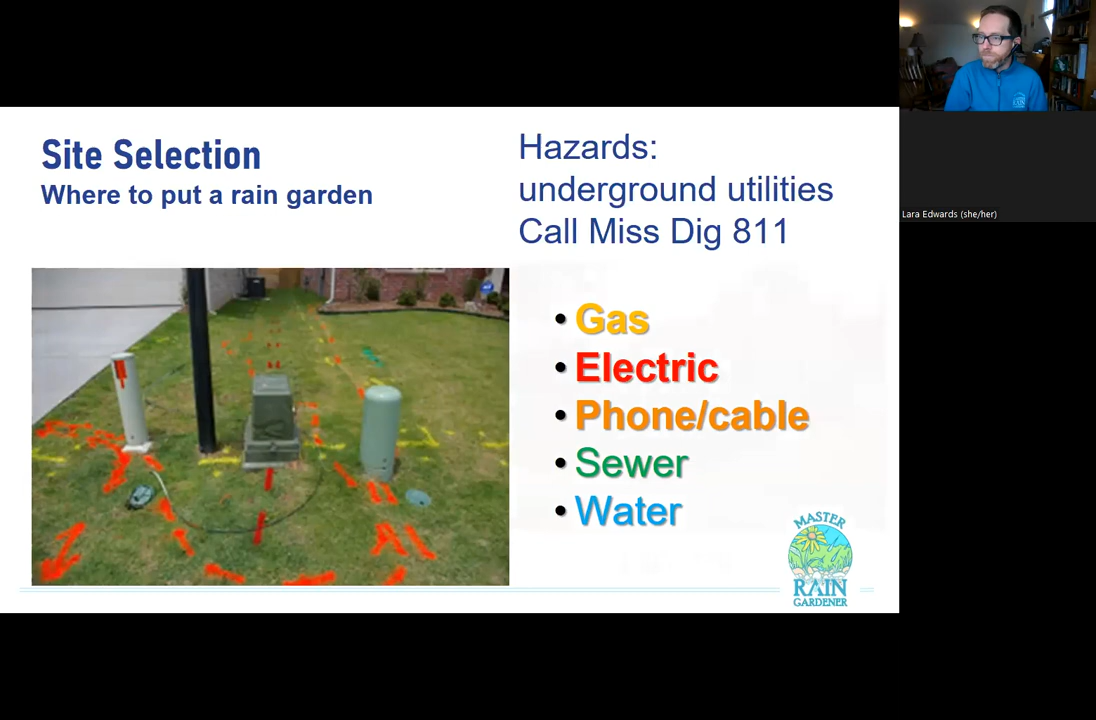 Site Selection
Where to put a rain garden
Hazards:
underground utilities
Call Miss Dig 811
• Gas
• Electric
• Phone/cable
• Sewer
• Water
MASTER
RAIN
GARDENER
Lara Edwards (she/her)